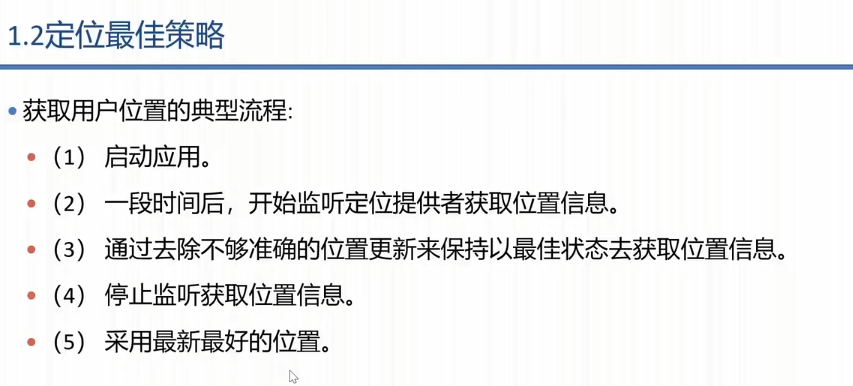 1.2定位最佳策略
•获取用户位置的典型流程:
•（1） 启动应用。
•（2） 一段时间后，开始监听定位提供者获取位置信息。
•（3） 通过去除不够准确的位置更新来保持以最佳状态去获取位置信息。
•（4） 停止监听获取位置信息。
•（5） 采用最新最好的位置。